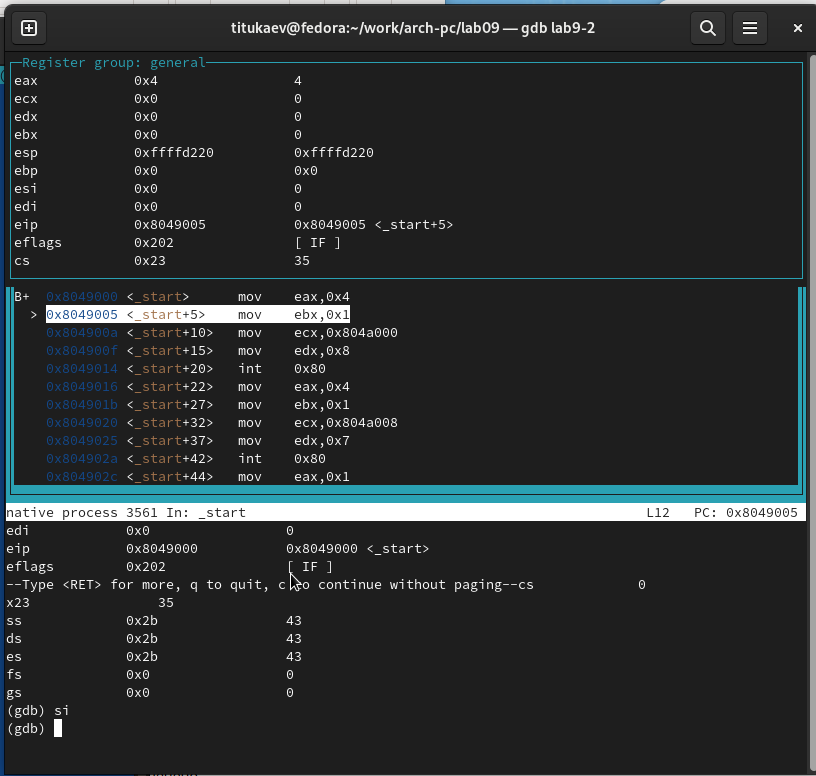 titukaev@fedora:~/work/arch-pc/lab09 — gdb lab9-2
Register group: general
eax 0x4 4
ecx 0x0 0
edx 0x0 0
ebx 0x0 0
esp 0xffffd220 0xffffd220
ebp 0x0 0x0
esi 0x0 0
edi 0x0 0
eip 0x8049005 0x8049005 <_start+5>
eflags 0x202 [ IF ]
cs 0x23 35
B+ 0x8049000 <_start> mov eax,0x4
> 0x8049005 <_start+5> mov ebx,0x1
0x804900a <_start+10> mov ecx,0x804a000
0x804900f <_start+15> mov edx,0x8
0x8049014 <_start+20> int 0x80
0x8049016 <_start+22> mov eax,0x4
0x804901b <_start+27> mov ebx,0x1
0x8049020 <_start+32> mov ecx,0x804a008
0x8049025 <_start+37> mov edx,0x7
0x804902a <_start+42> int 0x80
0x804902c <_start+44> mov eax,0x1
native process 3561 In: _start L12 PC: 0x8049005
edi 0x0 0
eip 0x8049000 0x8049000 <_start>
eflags 0x202 [ IF ]
--Type <RET> for more, q to quit, c to continue without paging--cs 0
x23 35
ss 0x2b 43
ds 0x2b 43
es 0x2b 43
fs 0x0 0
gs 0x0 0
(gdb) si
(gdb)